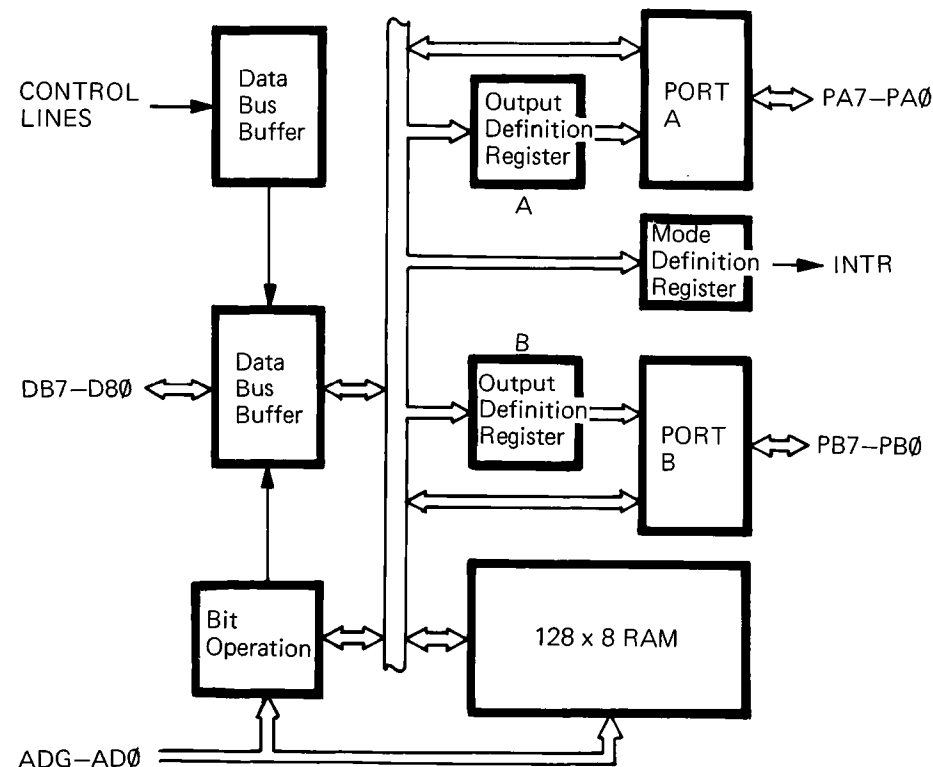 CONTROL
LINES
Data
Bus
Buffer
Output
Definition
Register
A
PORT
A
PA7–PAØ
Mode
Definition
Register
INTR
DB7–D8Ø
Data
Bus
Buffer
B
Output
Definition
Register
PORT
B
PB7–PBØ
Bit
Operation
128 x 8 RAM
ADG–ADØ